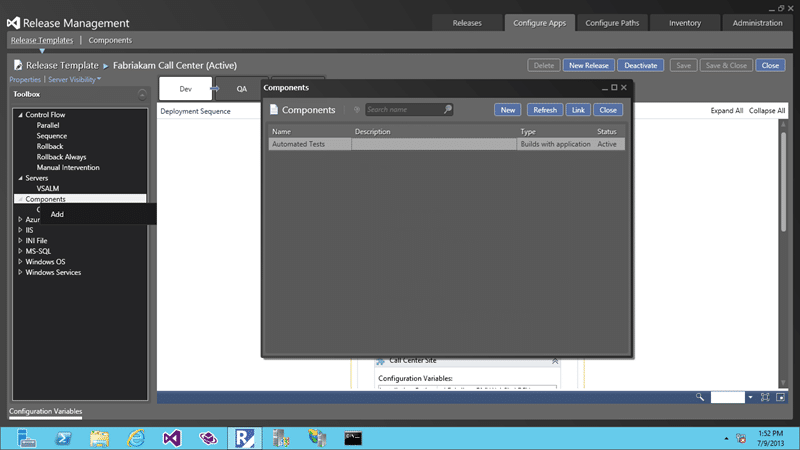 Release Management
Releases
Configure Apps
Configure Paths
Inventory
Administration
Release Templates
Components
Release Template
Fabriakam Call Center (Active)
Delete
New Release
Deactivate
Save
Save & Close
Close
Properties | Server Visibility
Toolbox
Control Flow
Parallel
Sequence
Rollback
Rollback Always
Manual Intervention
Servers
VSALM
Components
Add
Azur
IIS
INI File
MS-SQL
Windows OS
Windows Services
Dev
QA
Deployment Sequence
Expand All
Collapse All
Components
Components
Search name
New
Refresh
Link
Close
Name
Description
Type
Status
Automated Tests
Builds with application
Active
Call Center Site
Configuration Variables:
Configuration Variables
1:52 PM
7/9/2013